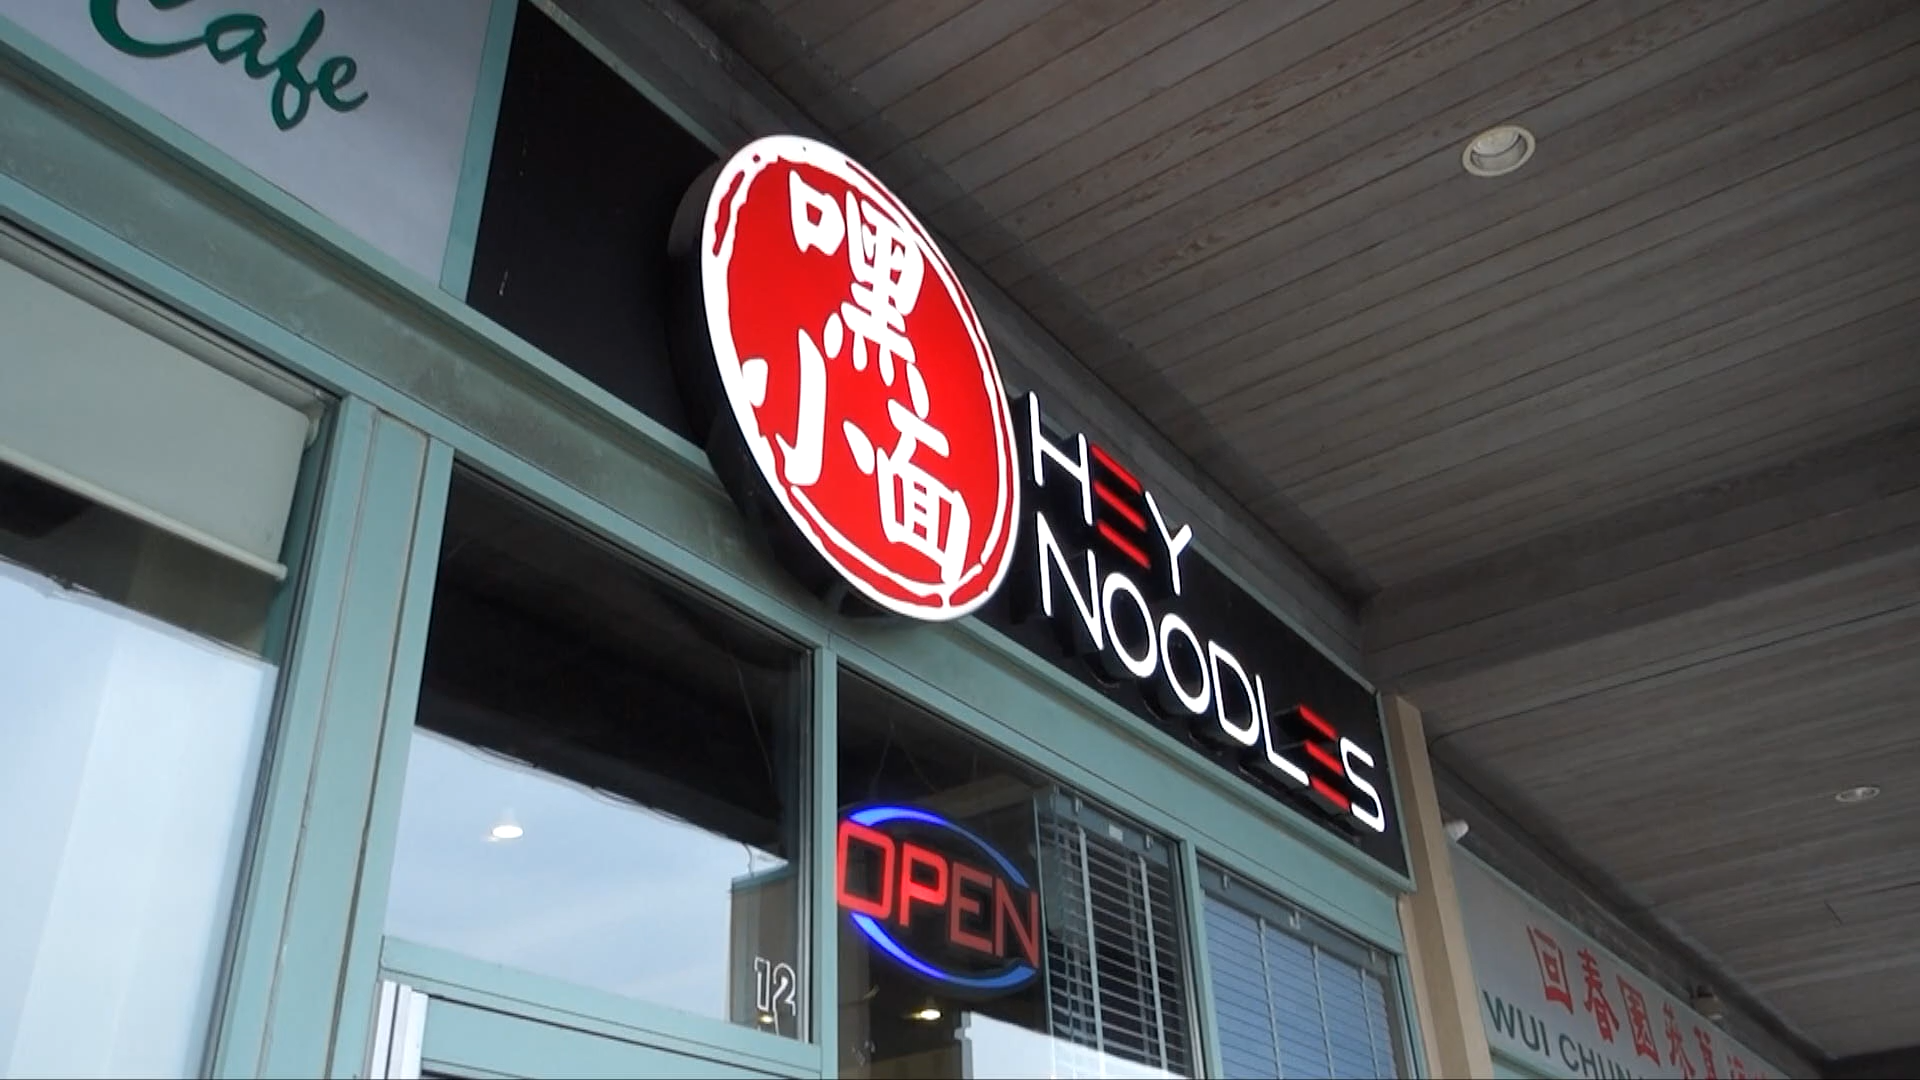 Cafe
嘿
小面
HEY
NOODLES
OPEN
12
回春園
WUI CHUN